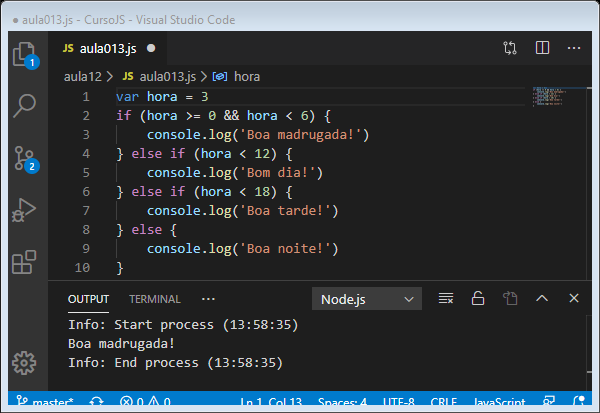 ● aula013.js - CursoJS - Visual Studio Code
JS aula013.js ●
aula12 > JS aula013.js > hora
1 var hora = 3
2 if (hora >= 0 && hora < 6) {
3     console.log('Boa madrugada!')
4 } else if (hora < 12) {
5     console.log('Bom dia!')
6 } else if (hora < 18) {
7     console.log('Boa tarde!')
8 } else {
9     console.log('Boa noite!')
10 }
1
2
OUTPUT TERMINAL ··· Node.js
Info: Start process (13:58:35)
Boa madrugada!
Info: End process (13:58:35)
master* 0 0 Ln 1, Col 13 Spaces: 4 UTF-8 CRLF JavaScript